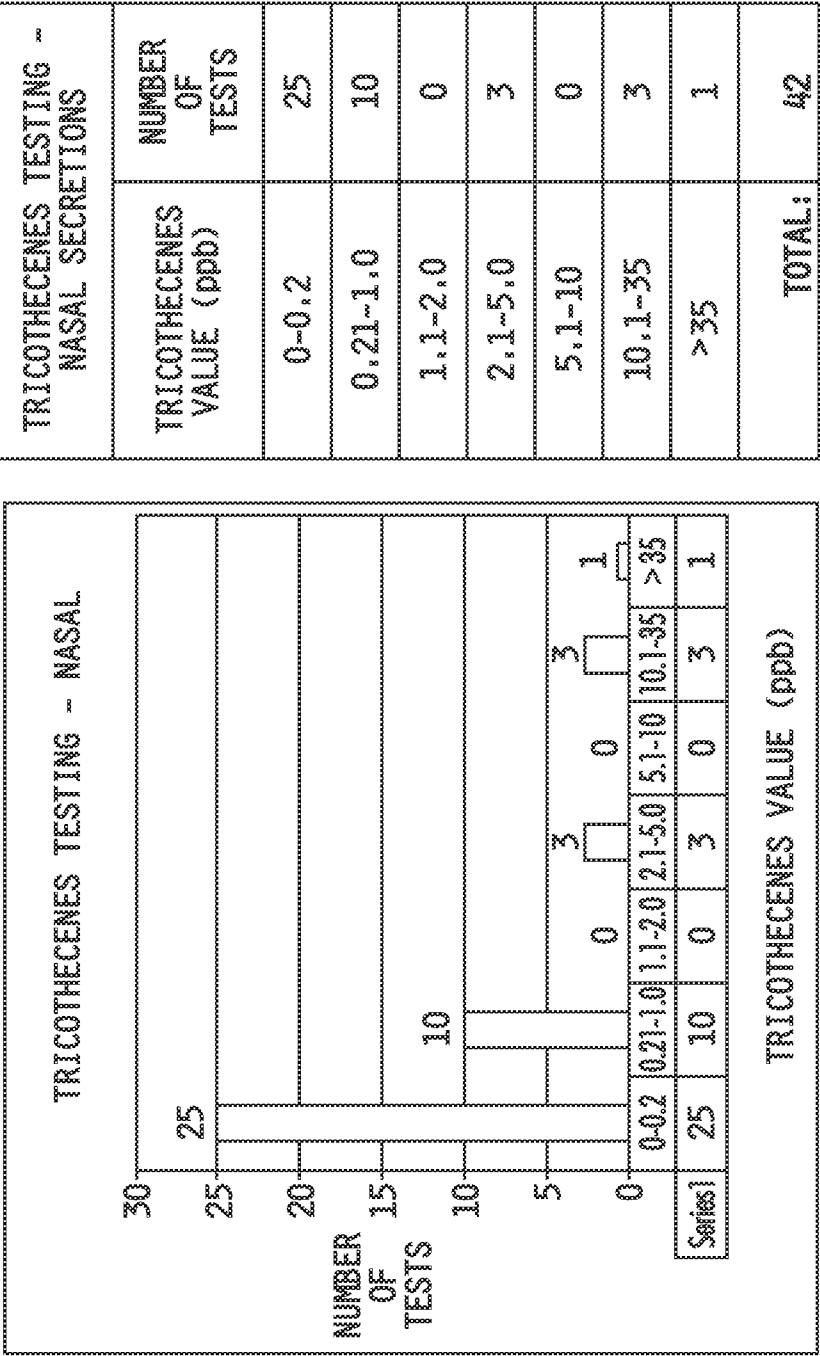 TRICOTHECENES TESTING - NASAL
NUMBER
OF
TESTS
30
25
20
15
10
5
0
25
10
0
3
0
3
1
0-0.2 0.21-1.0 1.1-2.0 2.1-5.0 5.1-10 10.1-35 >35
Series1 25 10 0 3 0 3 1
TRICOTHECENES VALUE (ppb)
TRICOTHECENES TESTING -
NASAL SECRETIONS
TRICOTHECENES
VALUE (ppb)
NUMBER
OF
TESTS
0-0.2 25
0.21-1.0 10
1.1-2.0 0
2.1-5.0 3
5.1-10 0
10.1-35 3
>35 1
TOTAL: 42